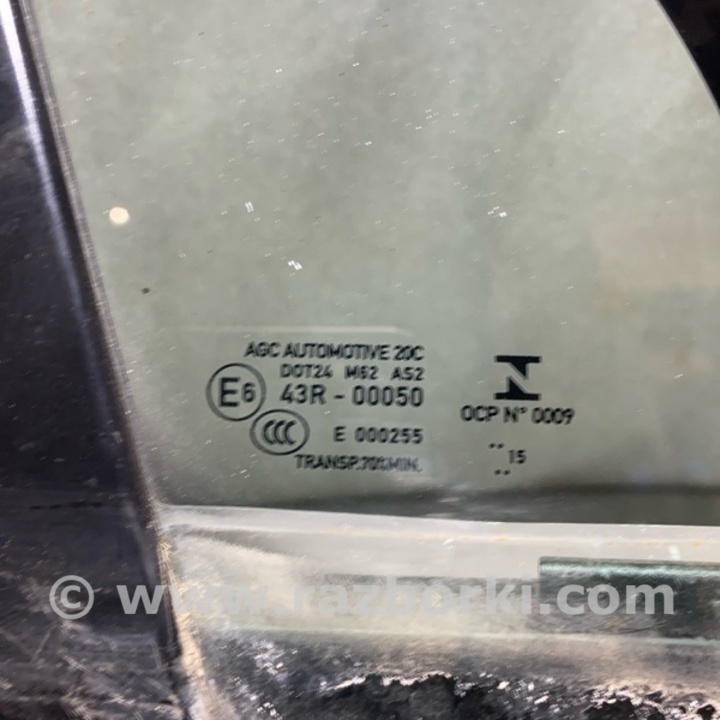 AGC AUTOMOTIVE 20C
DOT24 M62 AS2
E6 43R - 00050
CCC E 000255
TRANSP.70%MIN.
N
OCP N° 0009
.. 15
..
© www.razborki.com